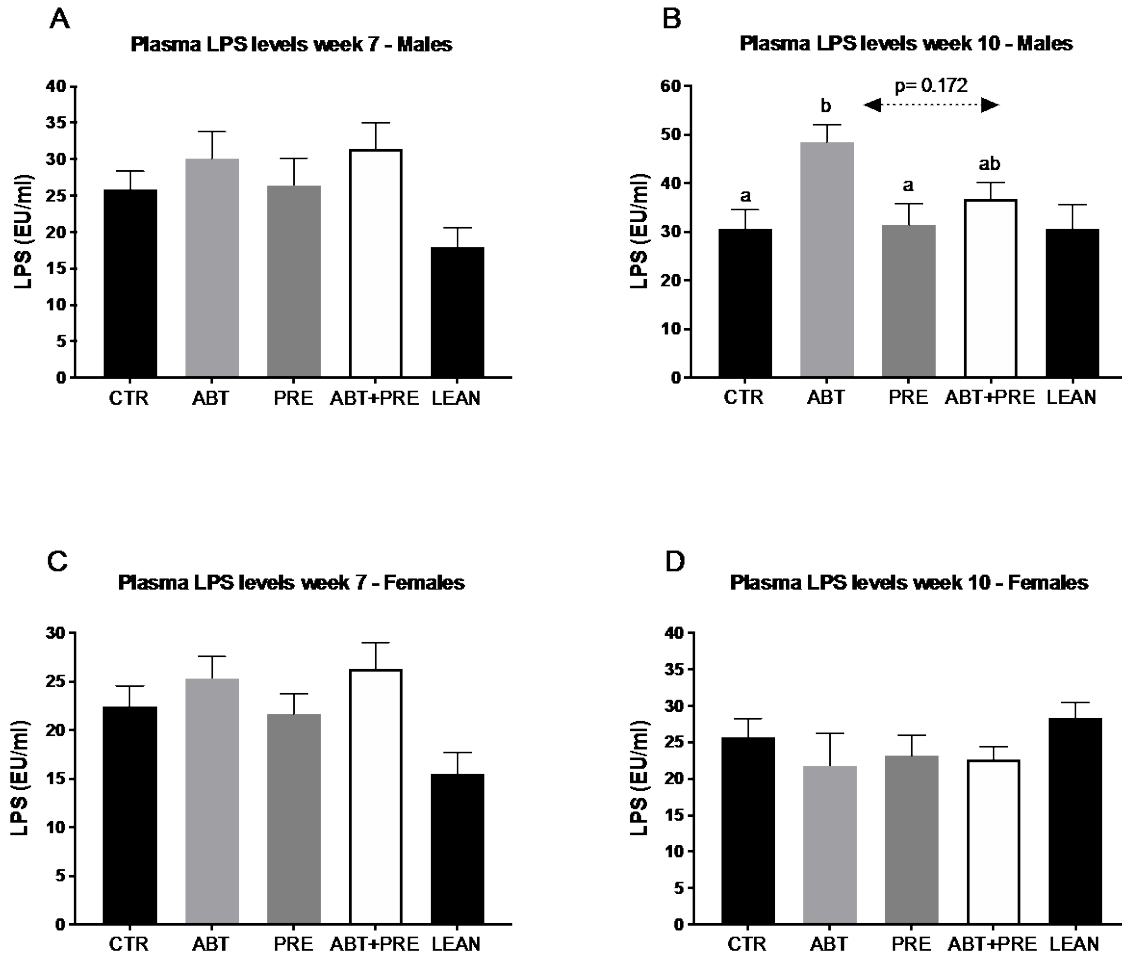 A
Plasma LPS levels week 7 - Males
LPS (EU/ml)
40
35
30
25
20
15
10
5
0
CTR ABT PRE ABT+PRE LEAN
B
Plasma LPS levels week 10 - Males
LPS (EU/ml)
60
50
40
30
20
10
0
p= 0.172
a b a ab
CTR ABT PRE ABT+PRE LEAN
C
Plasma LPS levels week 7 - Females
LPS (EU/ml)
30
25
20
15
10
5
0
CTR ABT PRE ABT+PRE LEAN
D
Plasma LPS levels week 10 - Females
LPS (EU/ml)
40
35
30
25
20
15
10
5
0
CTR ABT PRE ABT+PRE LEAN